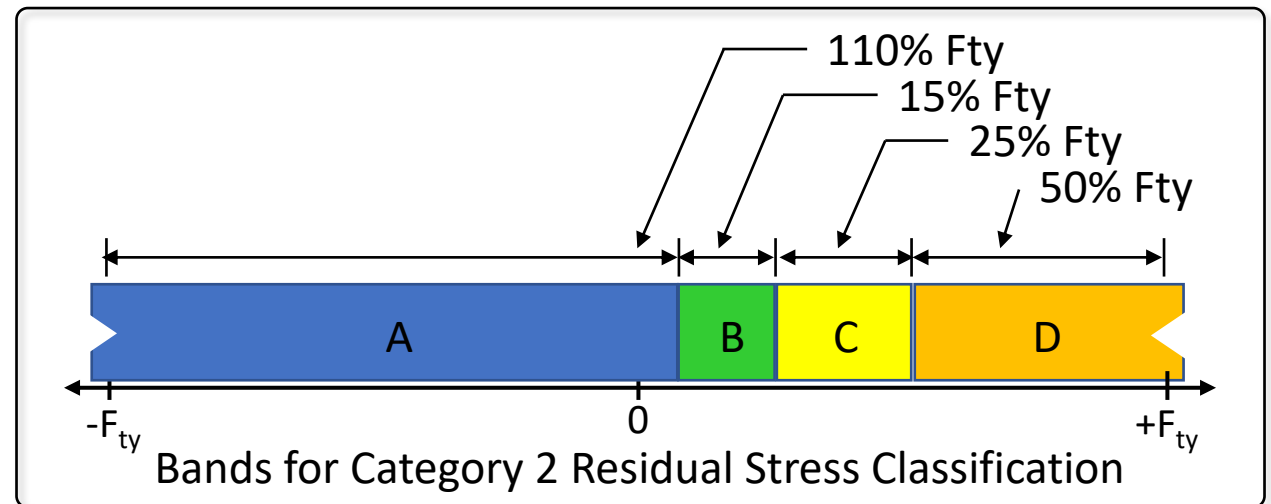 110% Fty
15% Fty
25% Fty
50% Fty
A B C D
-Fty 0 +Fty
Bands for Category 2 Residual Stress Classification